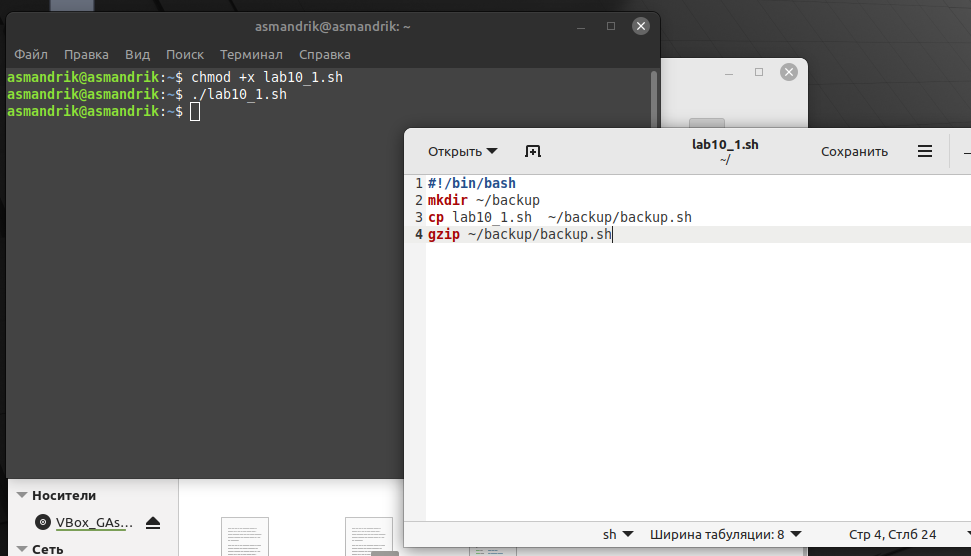 asmandrik@asmandrik: ~
Файл Правка Вид Поиск Терминал Справка
asmandrik@asmandrik:~$ chmod +x lab10_1.sh
asmandrik@asmandrik:~$ ./lab10_1.sh
asmandrik@asmandrik:~$
Открыть lab10_1.sh Сохранить
~/
1 #!/bin/bash
2 mkdir ~/backup
3 cp lab10_1.sh  ~/backup/backup.sh
4 gzip ~/backup/backup.sh
Носители
VBox_GAs…
Сеть
sh Ширина табуляции: 8 Стр 4, Стлб 24